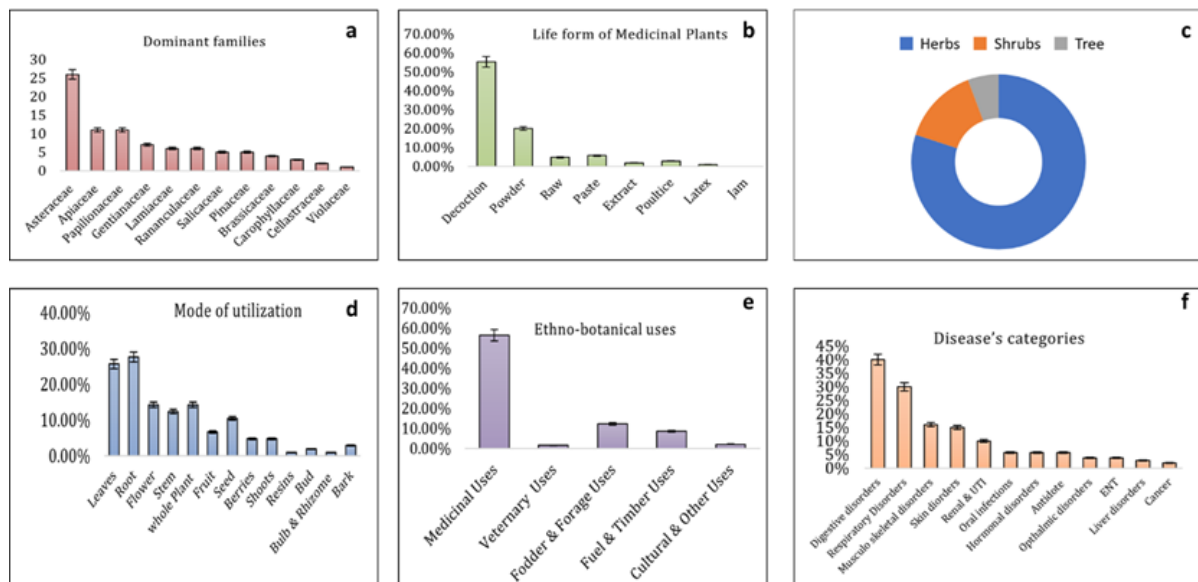 a
Dominant families
30
25
20
15
10
5
0
Asteraceae
Apiaceae
Papilionaceae
Gentianaceae
Lamiaceae
Rananculaceae
Salicaceae
Pinaceae
Brassicaceae
Carophyllaceae
Cellastraceae
Violaceae
b
Life form of Medicinal Plants
70.00%
60.00%
50.00%
40.00%
30.00%
20.00%
10.00%
0.00%
Decoction
Powder
Raw
Paste
Extract
Poultice
Latex
Jam
c
Herbs Shrubs Tree
d
Mode of utilization
40.00%
30.00%
20.00%
10.00%
0.00%
Leaves
Root
Flower
Stem
whole Plant
Fruit
Seed
Berries
Shoots
Resins
Bud
Bulb & Rhizome
Bark
e
Ethno-botanical uses
70.00%
60.00%
50.00%
40.00%
30.00%
20.00%
10.00%
0.00%
Medicinal Uses
Veternary Uses
Fodder & Forage Uses
Fuel & Timber Uses
Cultural & Other Uses
f
Disease's categories
45%
40%
35%
30%
25%
20%
15%
10%
5%
0%
Digestive disorders
Respiratory Disorders
Musculo skeletal disorders
Skin diorders
Renal & UTI
Oral infections
Hormonal disorders
Antidote
Opthalmic disorders
ENT
Liver disorders
Cancer